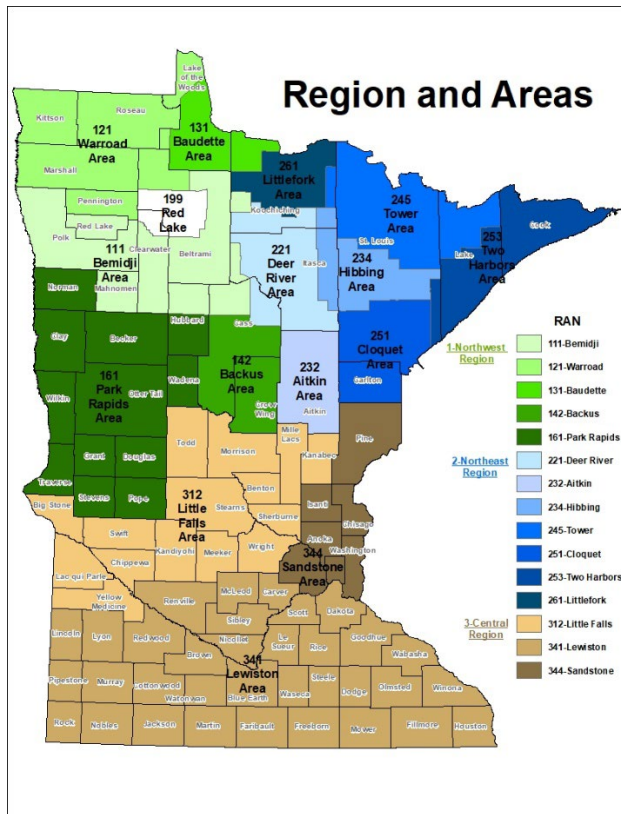 Region and Areas
Lake
of the
Woods
Kittson
Roseau
121
Warroad
Area
131
Baudette
Area
261
Littlefork
Area
Marshall
Koochiching
Pennington
199
Red
Lake
Red Lake
Polk
Clearwater
Beltrami
111
Bemidji
Area
Mahnomen
Norman
245
Tower
Area
St. Louis
Lake
Cook
253
Two
Harbors
Area
221
Deer
River
Area
Itasca
234
Hibbing
Area
Hubbard
Cass
Clay
Becker
142
Backus
Area
232
Aitkin
Area
Aitkin
251
Cloquet
Area
Carlton
161
Park
Rapids
Area
Wadena
Otter Tail
Wilkin
Crow
Wing
Mille
Lacs
Kanabec
Pine
Todd
Morrison
Grant
Douglas
Traverse
Stevens
Pope
Big Stone
312
Little
Falls
Area
Stearns
Benton
Sherburne
Isanti
Chisago
Anoka
Washington
Swift
Kandiyohi
Meeker
Wright
344
Sandstone
Area
Chippewa
Lac qui Parle
Yellow
Medicine
Renville
McLeod
Carver
Scott
Dakota
Sibley
Nicollet
Le
Sueur
Rice
Goodhue
Wabasha
Lincoln
Lyon
Redwood
Brown
341
Lewiston
Area
Pipestone
Murray
Cottonwood
Watonwan
Blue Earth
Waseca
Steele
Dodge
Olmsted
Winona
Rock
Nobles
Jackson
Martin
Faribault
Freedom
Mower
Fillmore
Houston
RAN
1-Northwest
Region
111-Bemidji
121-Warroad
131-Baudette
142-Backus
161-Park Rapids
2-Northeast
Region
221-Deer River
232-Aitkin
234-Hibbing
245-Tower
251-Cloquet
253-Two Harbors
261-Littlefork
3-Central
Region
312-Little Falls
341-Lewiston
344-Sandstone